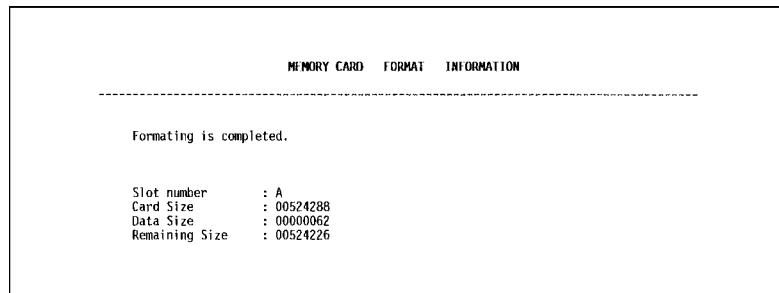 MEMORY CARD FORMAT INFORMATION
Formating is completed.
Slot number : A
Card Size : 00524288
Data Size : 00000062
Remaining Size : 00524226